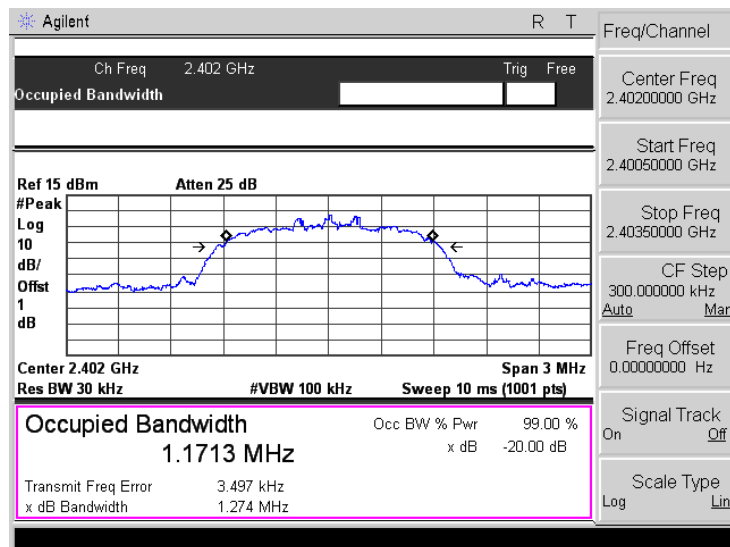 Agilent R T
Ch Freq 2.402 GHz Trig Free
Occupied Bandwidth
Ref 15 dBm Atten 25 dB
#Peak
Log
10
dB/
Offst
1
dB
Center 2.402 GHz Span 3 MHz
Res BW 30 kHz #VBW 100 kHz Sweep 10 ms (1001 pts)
Occupied Bandwidth Occ BW % Pwr 99.00 %
1.1713 MHz x dB -20.00 dB
Transmit Freq Error 3.497 kHz
x dB Bandwidth 1.274 MHz
Freq/Channel
Center Freq
2.40200000 GHz
Start Freq
2.40050000 GHz
Stop Freq
2.40350000 GHz
CF Step
300.000000 kHz
Auto Man
Freq Offset
0.00000000 Hz
Signal Track
On Off
Scale Type
Log Lin